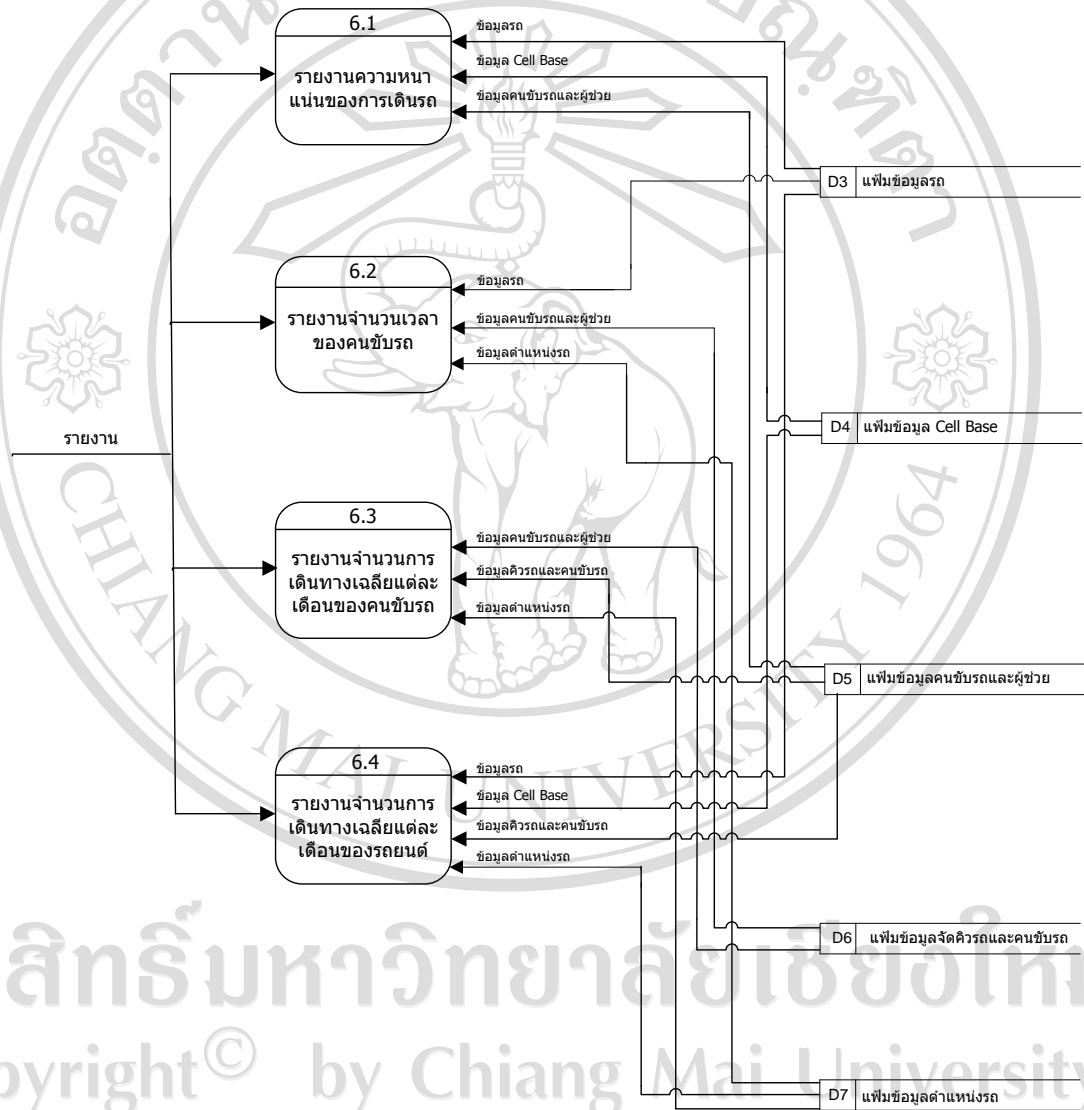 6.1
รายงานความหนา
แน่นของการเดินรถ
ข้อมูลรถ
ข้อมูล Cell Base
ข้อมูลคนขับรถและผู้ช่วย
D3 แฟ้มข้อมูลรถ
6.2
รายงานจำนวนเวลา
ของคนขับรถ
ข้อมูลรถ
ข้อมูลคนขับรถและผู้ช่วย
ข้อมูลตำแหน่งรถ
D4 แฟ้มข้อมูล Cell Base
รายงาน
6.3
รายงานจำนวนการ
เดินทางเฉลี่ยแต่ละ
เดือนของคนขับรถ
ข้อมูลคนขับรถและผู้ช่วย
ข้อมูลคิวรถและคนขับรถ
ข้อมูลตำแหน่งรถ
D5 แฟ้มข้อมูลคนขับรถและผู้ช่วย
6.4
รายงานจำนวนการ
เดินทางเฉลี่ยแต่ละ
เดือนของรถยนต์
ข้อมูลรถ
ข้อมูล Cell Base
ข้อมูลคิวรถและคนขับรถ
ข้อมูลตำแหน่งรถ
D6 แฟ้มข้อมูลจัดคิวรถและคนขับรถ
D7 แฟ้มข้อมูลตำแหน่งรถ
CHIANG MAI UNIVERSITY 1964
สิทธิ์มหาวิทยาลัยเชียงให
opyright© by Chiang Mai University